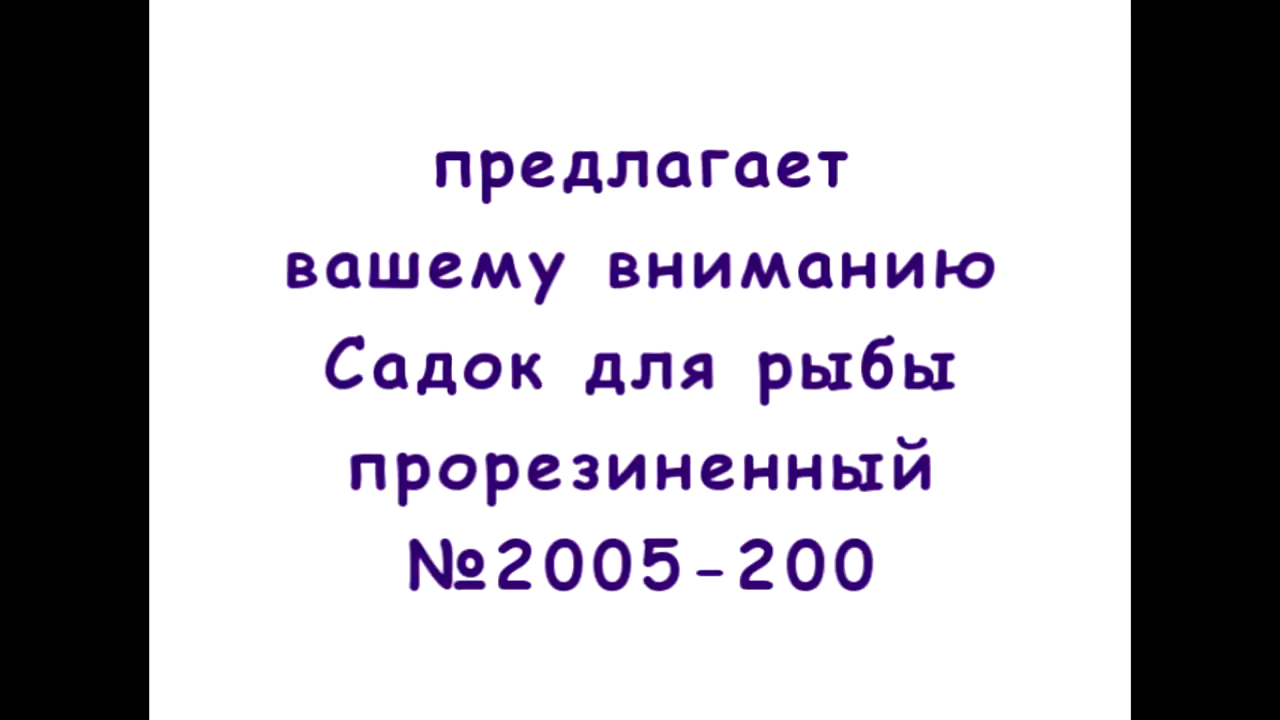 предлагает
вашему вниманию
Садок для рыбы
прорезиненный
№2005-200